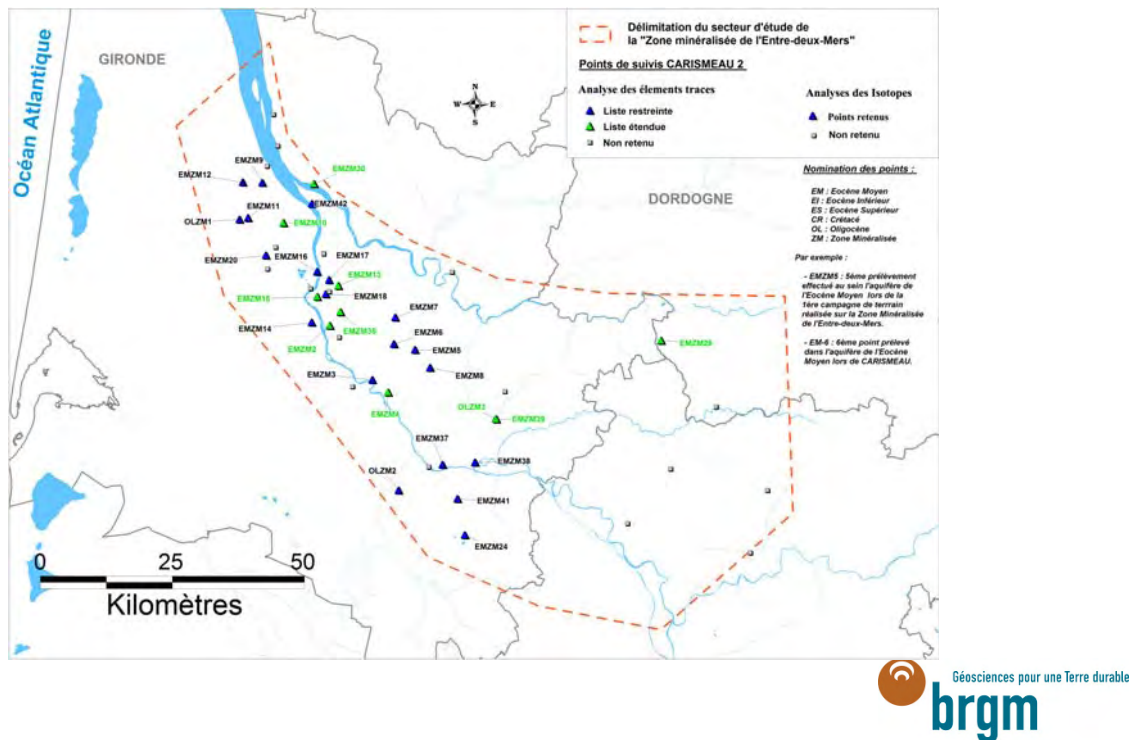 Océan Atlantique
GIRONDE
DORDOGNE
Délimitation du secteur d'étude de
la "Zone minéralisée de l'Entre-deux-Mers"
Points de suivis CARISMEAU 2
Analyse des élements traces
Liste restreinte
Liste étendue
Non retenu
Analyses des Isotopes
Points retenus
Non retenu
Nomination des points :
EM : Eocène Moyen
EI : Eocène Inférieur
ES : Eocène Supérieur
CR : Crétacé
OL : Oligocène
ZM : Zone Minéralisée
Par exemple :
- EMZM5 : 5ème prélèvement
effectué au sein l'aquifère de
l'Eocène Moyen lors de la
1ère campagne de terrrain
réalisée sur la Zone Minéralisée
de l'Entre-deux-Mers.
- EM-6 : 6ème point prélevé
dans l'aquifère de l'Eocène
Moyen lors de CARISMEAU.
N
W E
S
EMZM9
EMZM30
EMZM12
EMZM42
EMZM11
OLZM1
EMZM10
EMZM16
EMZM17
EMZM20
EMZM13
EMZM15
EMZM18
EMZM7
EMZM14
EMZM36
EMZM6
EMZM2
EMZM5
EMZM29
EMZM3
EMZM8
EMZM4
OLZM3
EMZM39
EMZM37
EMZM38
OLZM2
EMZM41
EMZM24
0 25 50
Kilomètres
Géosciences pour une Terre durable
brgm